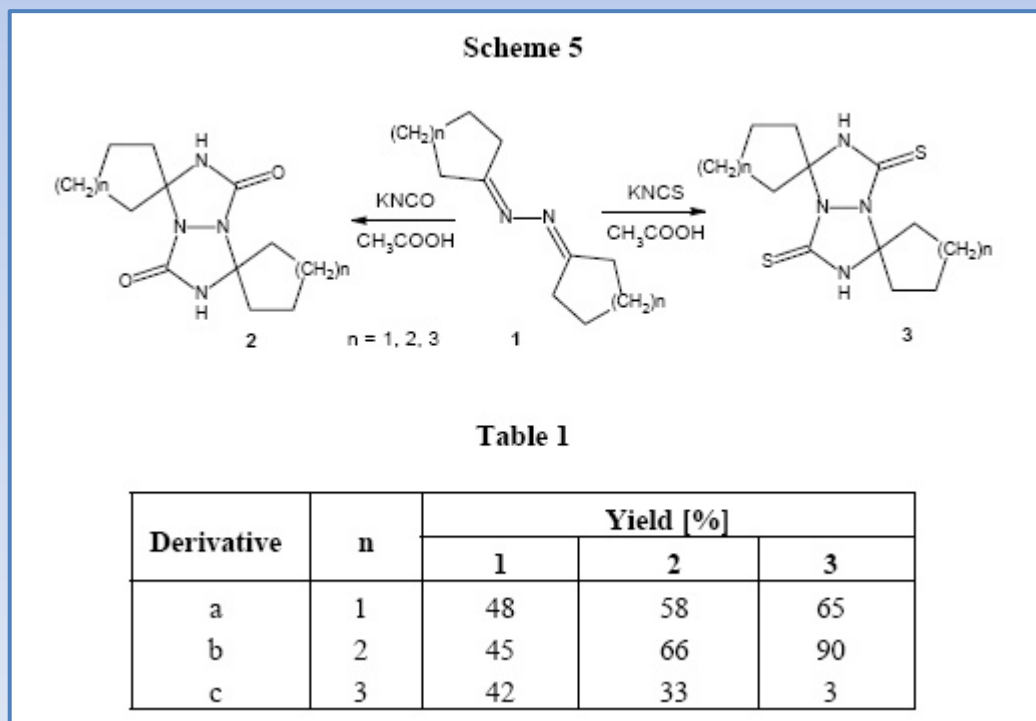 Scheme 5
(CH2)n
H
N
O
N
N
O
N
H
(CH2)n
2
KNCO
CH3COOH
n = 1, 2, 3
(CH2)n
N
N
(CH2)n
1
KNCS
CH3COOH
(CH2)n
H
N
S
N
N
S
N
H
(CH2)n
3
Table 1
Derivative n Yield [%]
1 2 3
a 1 48 58 65
b 2 45 66 90
c 3 42 33 3